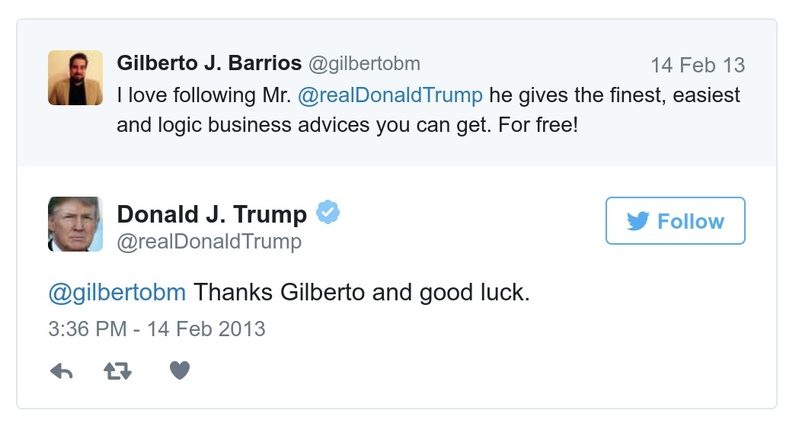 Gilberto J. Barrios @gilbertobm 14 Feb 13
I love following Mr. @realDonaldTrump he gives the finest, easiest
and logic business advices you can get. For free!
Donald J. Trump
@realDonaldTrump
Follow
@gilbertobm Thanks Gilberto and good luck.
3:36 PM - 14 Feb 2013